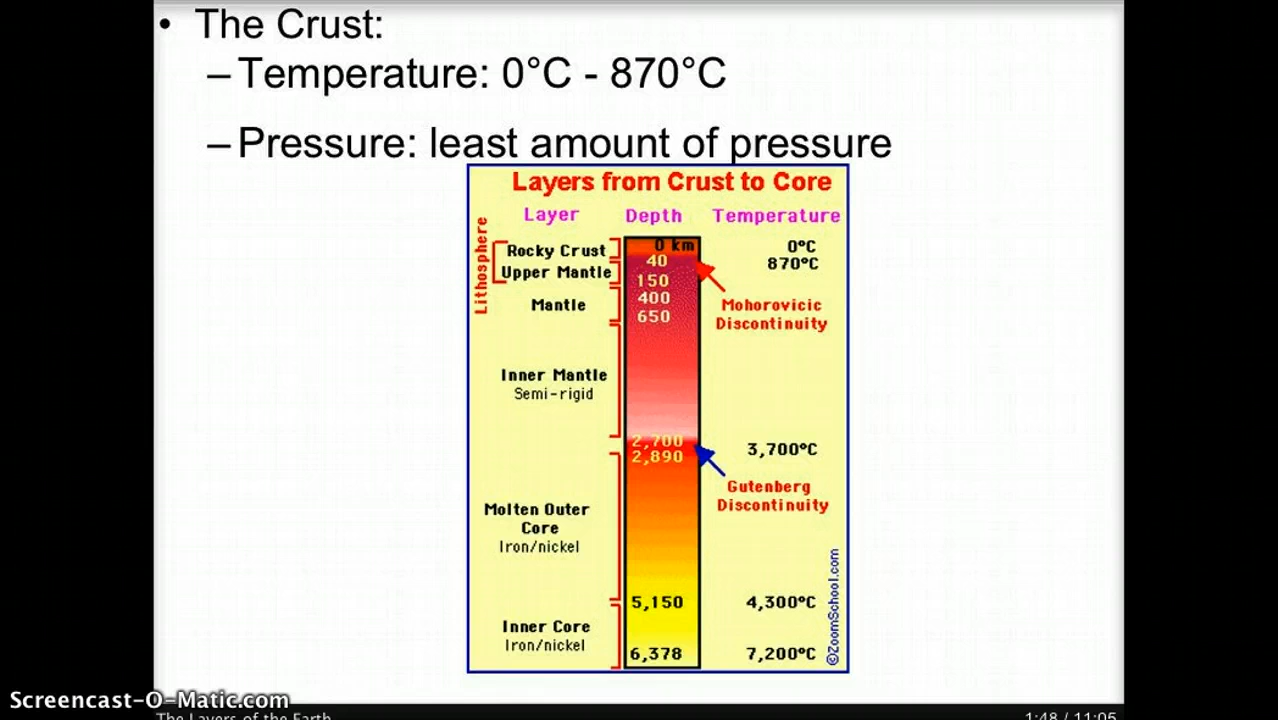 • The Crust:
– Temperature: 0°C - 870°C
– Pressure: least amount of pressure
Layers from Crust to Core
Layer Depth Temperature
Lithosphere
Rocky Crust 0 km 0°C
40 870°C
Upper Mantle
150
400
Mantle
650
Mohorovicic
Discontinuity
Inner Mantle
Semi-rigid
2,700
3,700°C
2,890
Gutenberg
Discontinuity
Molten Outer
Core
Iron/nickel
5,150 4,300°C
Inner Core
Iron/nickel
6,378 7,200°C
©ZoomSchool.com
Screencast-O-Matic.com
The Layers of the Earth
1:48 / 11:05